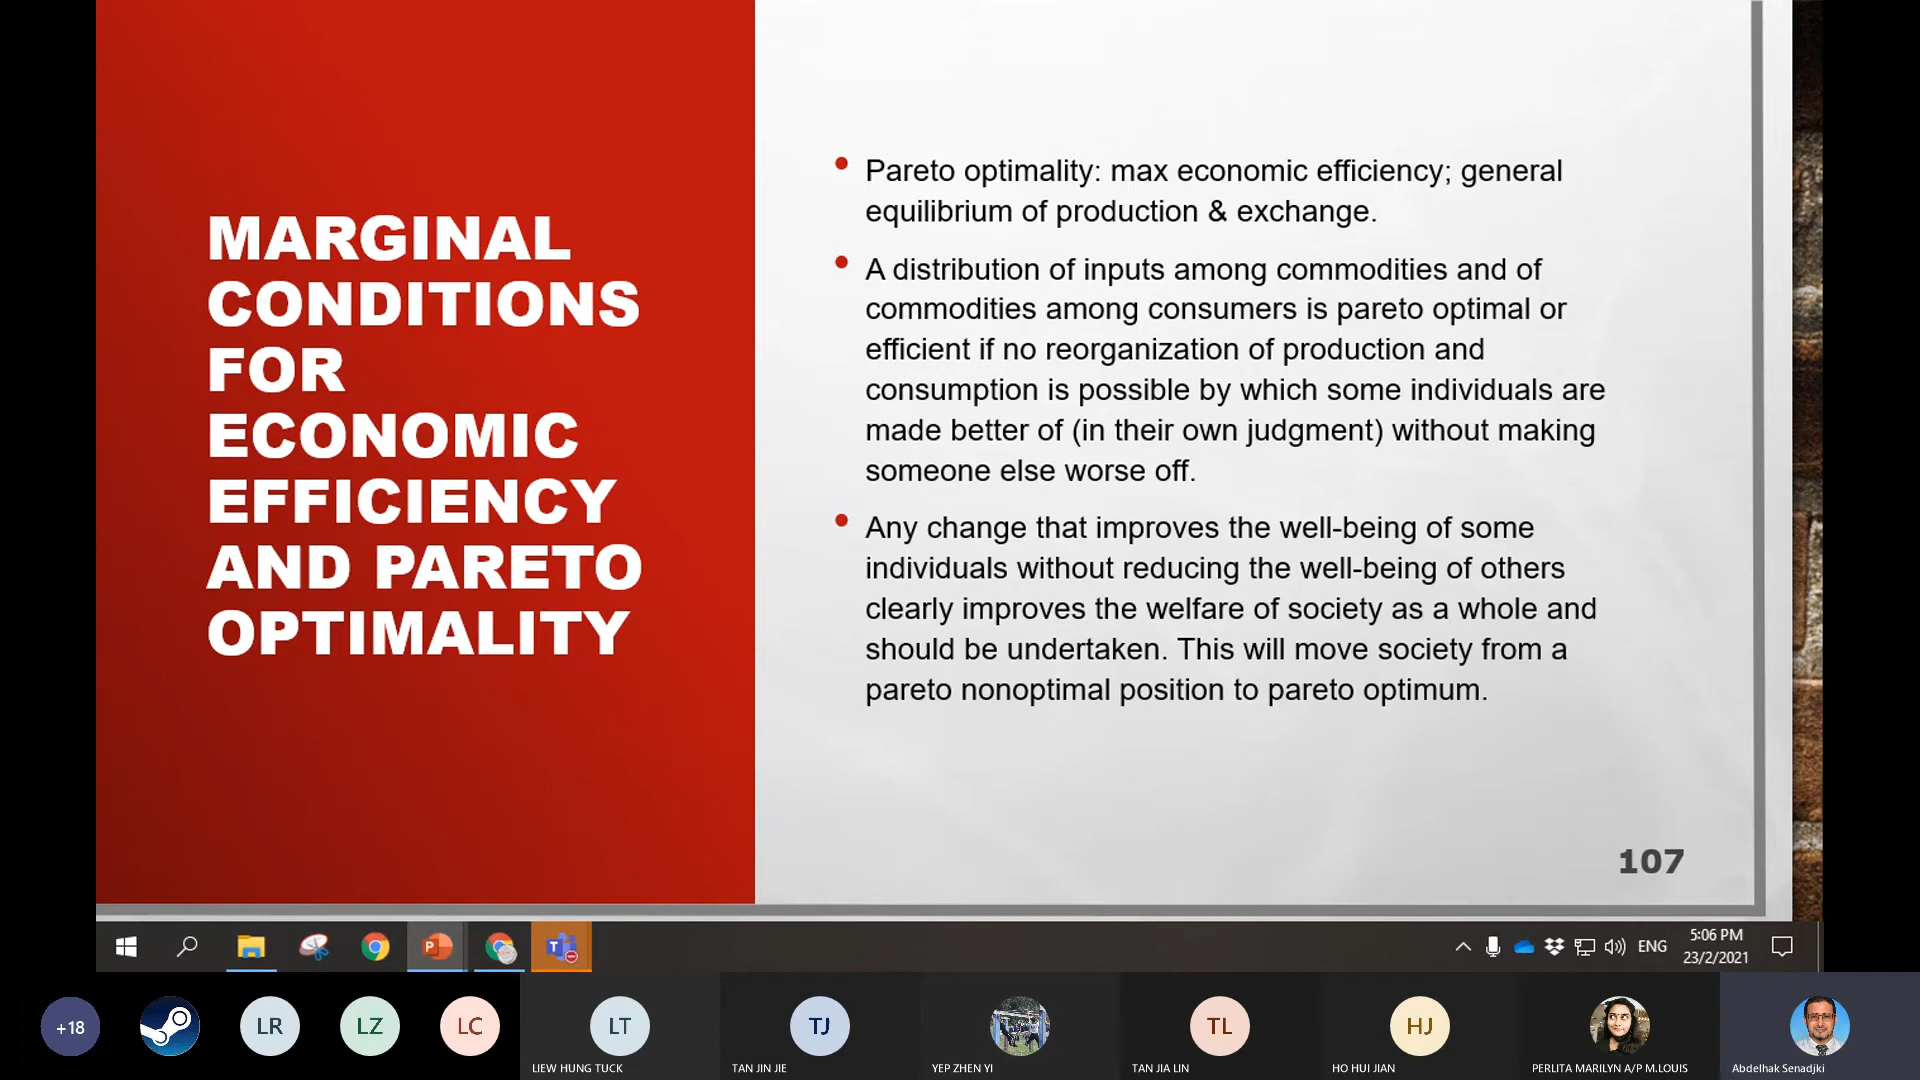 MARGINAL
CONDITIONS
FOR
ECONOMIC
EFFICIENCY
AND PARETO
OPTIMALITY
Pareto optimality: max economic efficiency; general
equilibrium of production & exchange.
A distribution of inputs among commodities and of
commodities among consumers is pareto optimal or
efficient if no reorganization of production and
consumption is possible by which some individuals are
made better of (in their own judgment) without making
someone else worse off.
Any change that improves the well-being of some
individuals without reducing the well-being of others
clearly improves the welfare of society as a whole and
should be undertaken. This will move society from a
pareto nonoptimal position to pareto optimum.
107
P
T
ENG
5:06 PM
23/2/2021
+18
LR
LZ
LC
LT
TJ
TL
HJ
LIEW HUNG TUCK
TAN JIN JIE
YEP ZHEN YI
TAN JIA LIN
HO HUI JIAN
PERLITA MARILYN A/P M.LOUIS
Abdelhak Senadjki